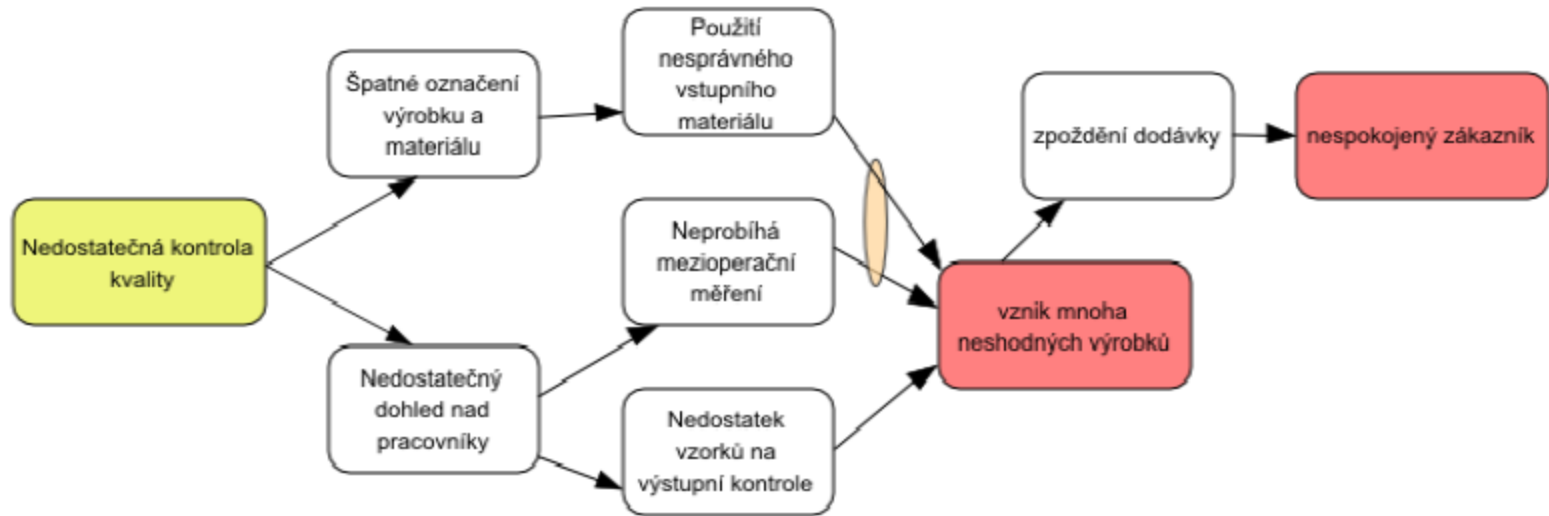 Nedostatečná kontrola
kvality
Špatné označení
výrobku a
materiálu
Nedostatečný
dohled nad
pracovníky
Použití
nesprávného
vstupního
materiálu
Neprobíhá
mezioperační
měření
Nedostatek
vzorků na
výstupní kontrole
vznik mnoha
neshodných výrobků
zpoždění dodávky
nespokojený zákazník